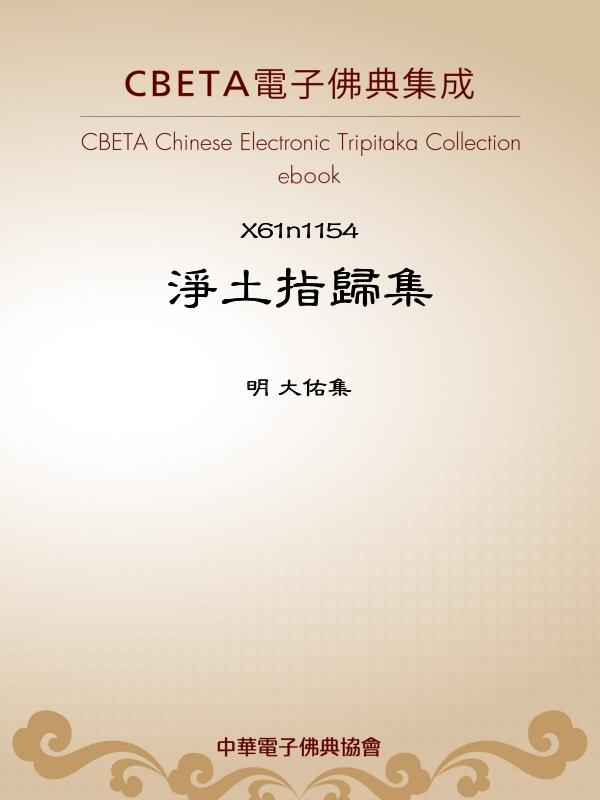 CBETA電子佛典集成
CBETA Chinese Electronic Tripitaka Collection
ebook
X61n1154
淨土指歸集
明 大佑集
中華電子佛典協會